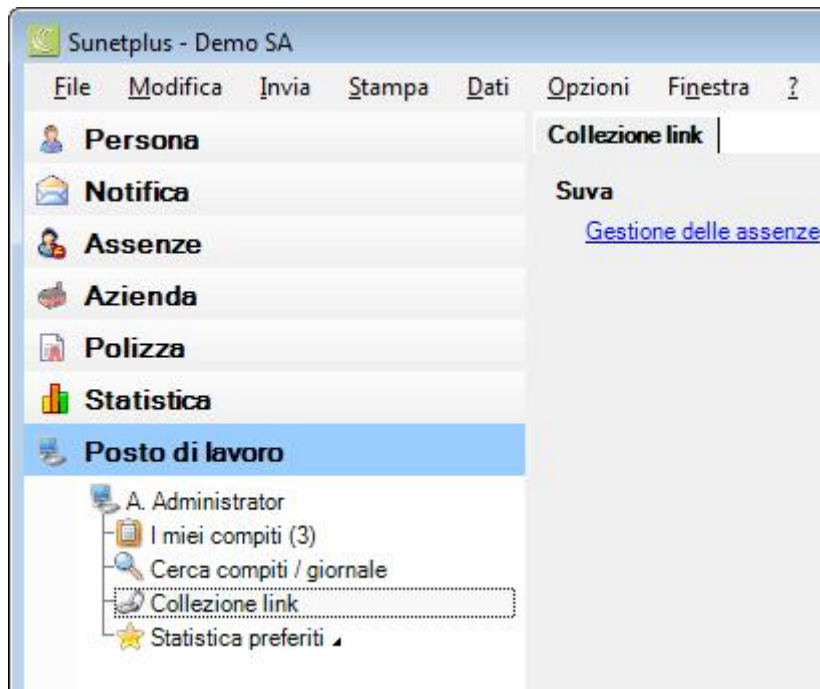 Sunetplus - Demo SA
File Modifica Invia Stampa Dati Opzioni Finestra ?
Persona
Notifica
Assenze
Azienda
Polizza
Statistica
Posto di lavoro
A. Administrator
I miei compiti (3)
Cerca compiti / giornale
Collezione link
Statistica preferiti
Collezione link
Suva
Gestione delle assenze